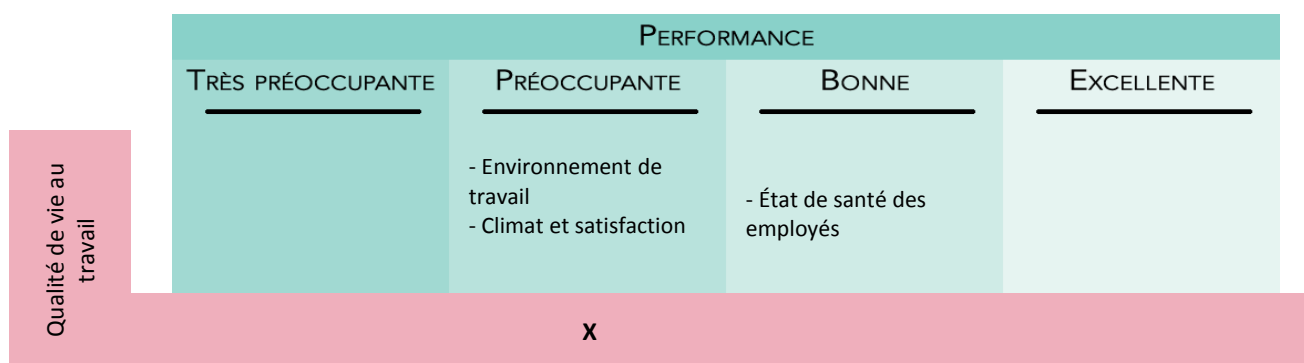 PERFORMANCE
TRÈS PRÉOCCUPANTE
PRÉOCCUPANTE
BONNE
EXCELLENTE
Qualité de vie au
travail
- Environnement de
travail
- Climat et satisfaction
- État de santé des
employés
X